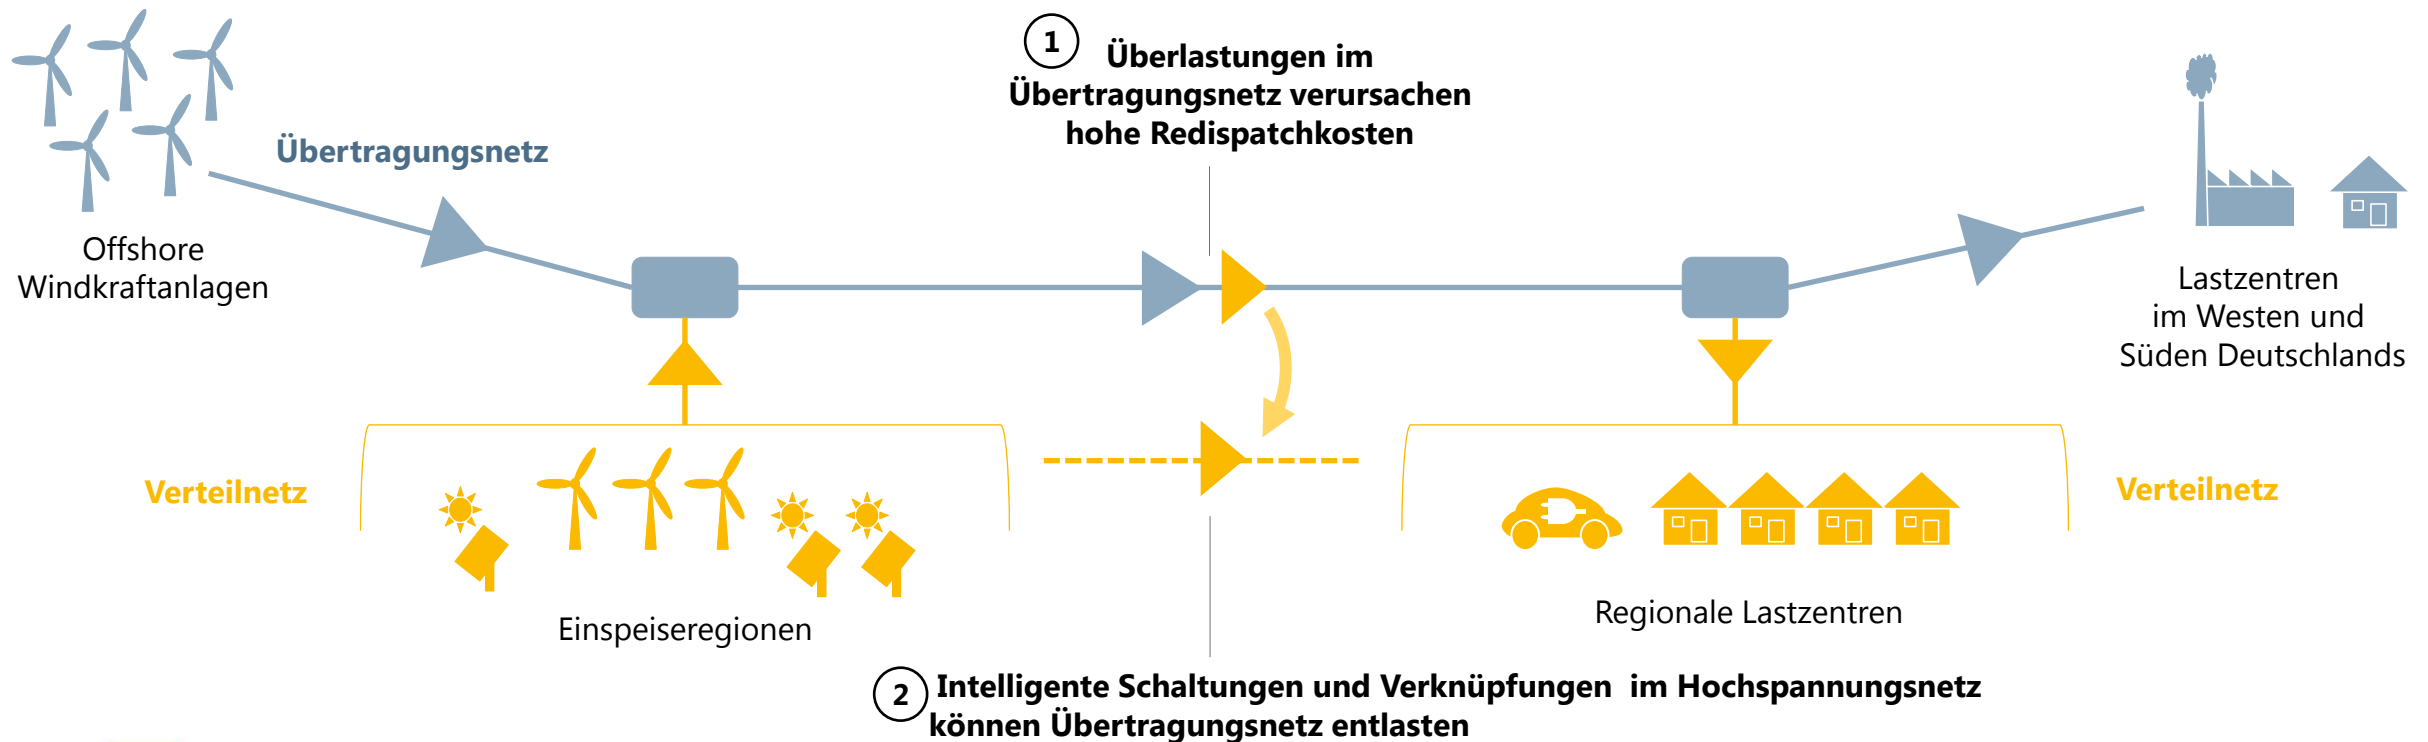 1
Überlastungen im
Übertragungsnetz verursachen
hohe Redispatchkosten
Übertragungsnetz
Offshore
Windkraftanlagen
Lastzentren
im Westen und
Süden Deutschlands
Verteilnetz
Verteilnetz
Einspeiseregionen
Regionale Lastzentren
2 Intelligente Schaltungen und Verknüpfungen im Hochspannungsnetz
können Übertragungsnetz entlasten